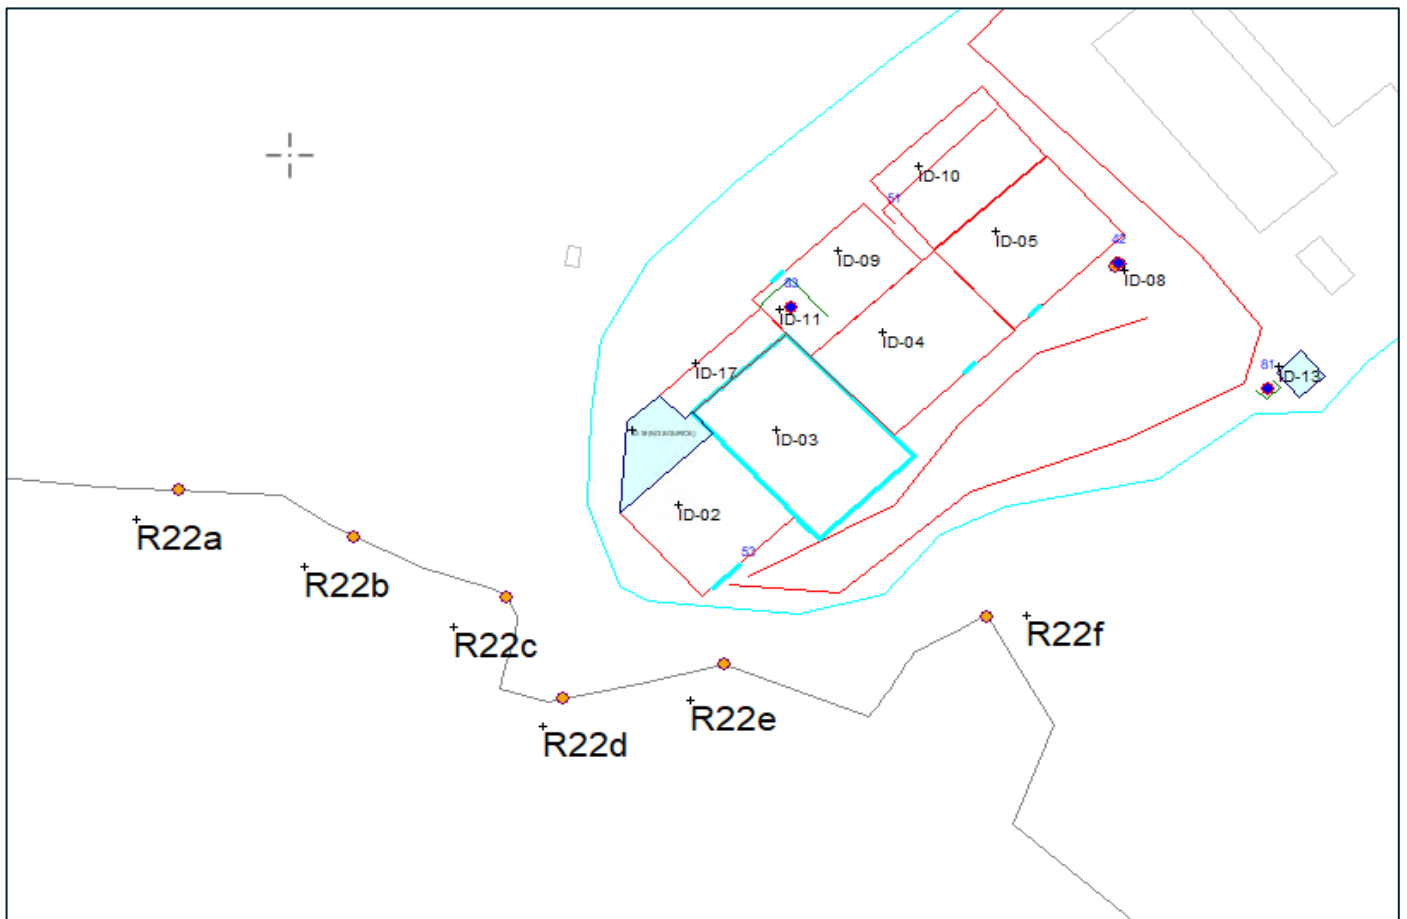 ID-10
51
ID-05
42
ID-09
ID-08
63
ID-11
ID-04
ID-17
81
ID-13
ID-03
ID-02
53
R22a
R22b
R22c
R22f
R22e
R22d